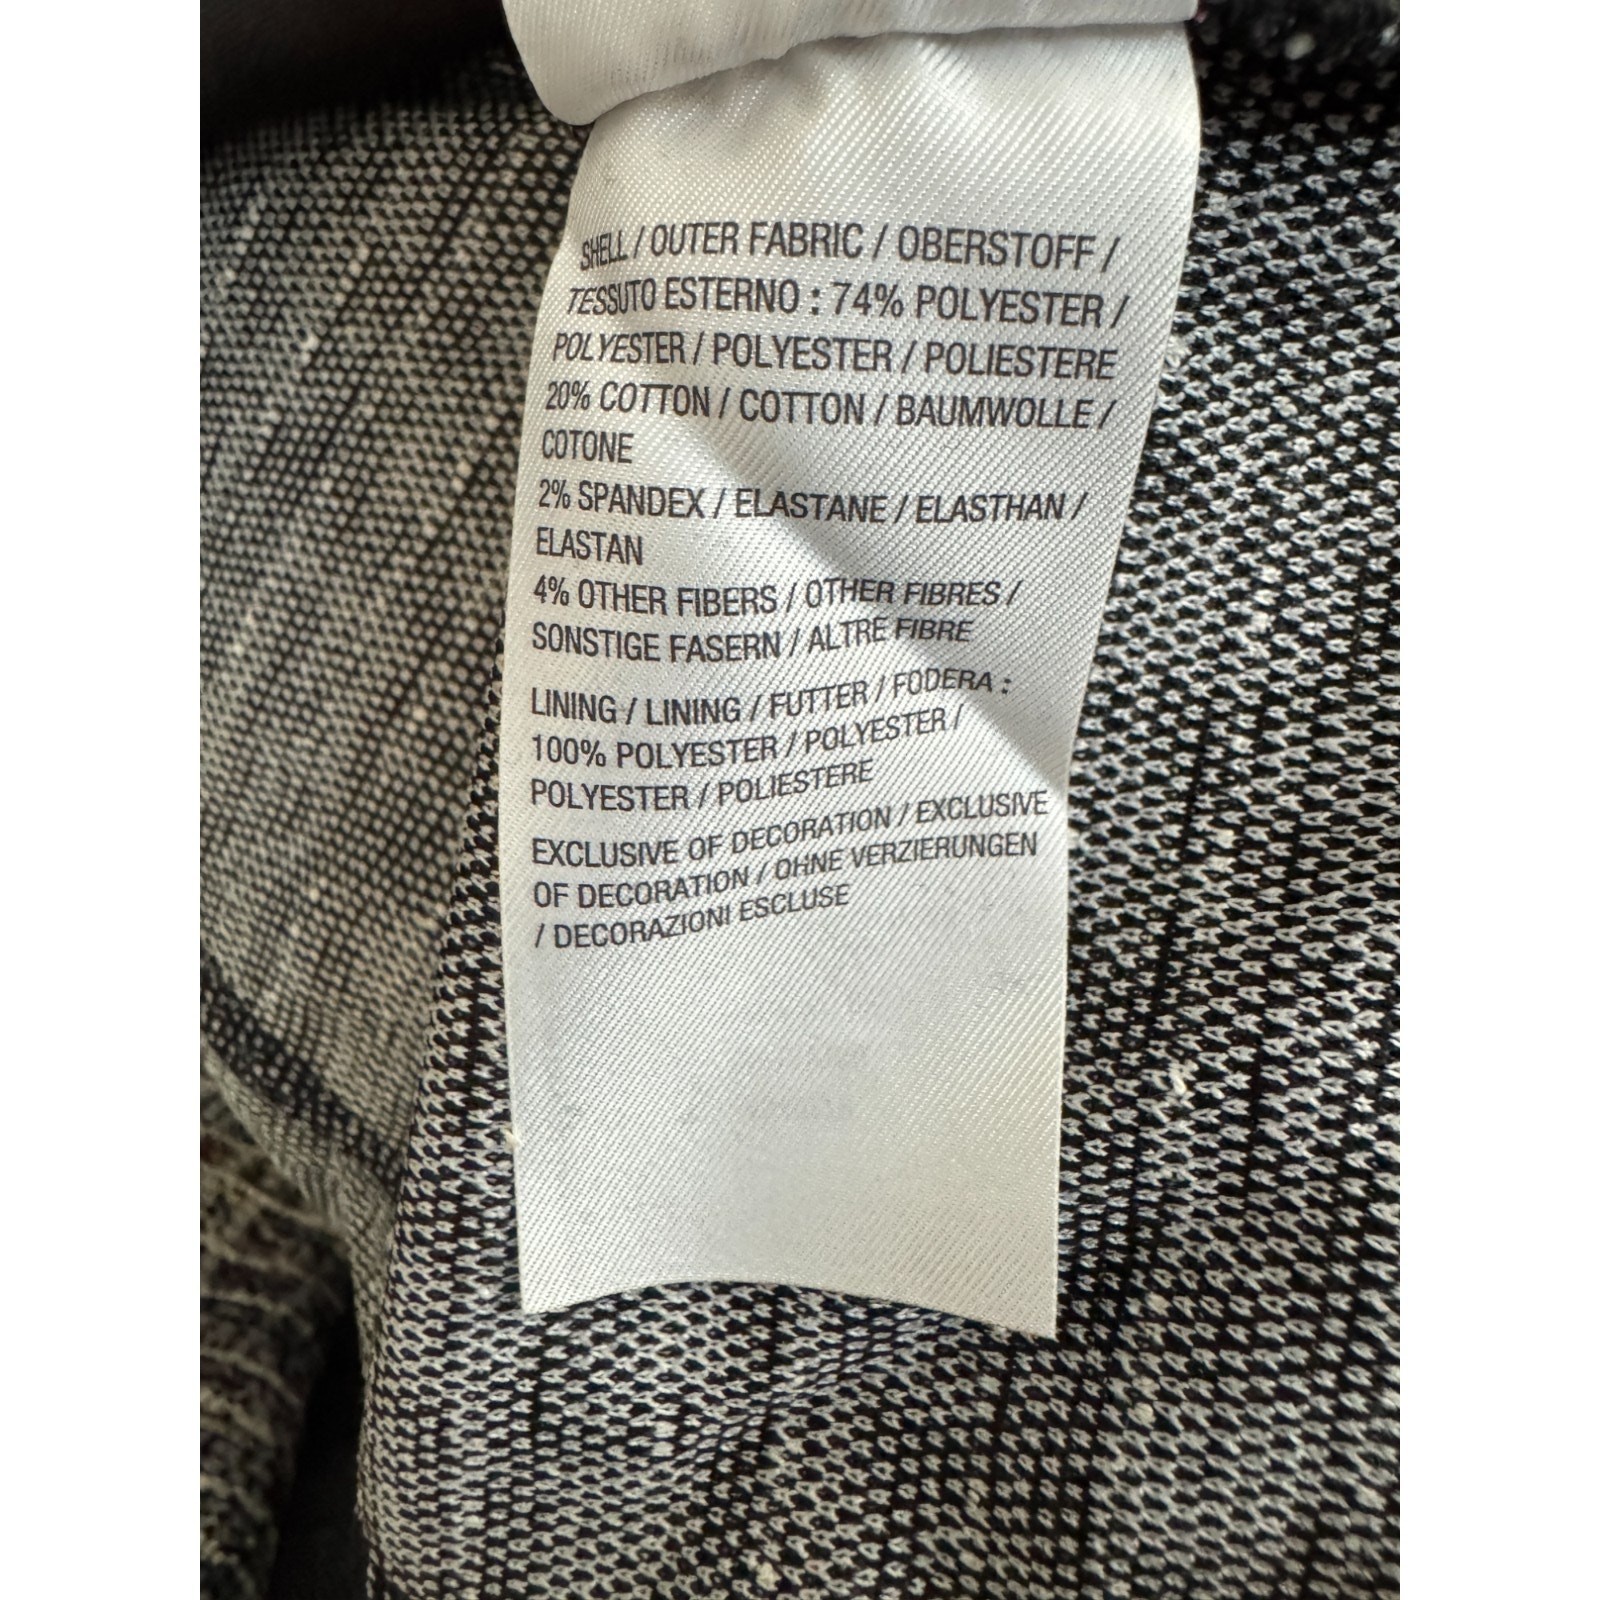 SHELL / OUTER FABRIC / OBERSTOFF /
TESSUTO ESTERNO : 74% POLYESTER /
POLYESTER / POLYESTER / POLIESTERE
20% COTTON / COTTON / BAUMWOLLE /
COTONE
2% SPANDEX / ELASTANE / ELASTHAN /
ELASTAN
4% OTHER FIBERS / OTHER FIBRES /
SONSTIGE FASERN / ALTRE FIBRE
LINING / LINING / FUTTER / FODERA :
100% POLYESTER / POLYESTER /
POLYESTER / POLIESTERE
EXCLUSIVE OF DECORATION / EXCLUSIVE
OF DECORATION / OHNE VERZIERUNGEN
/ DECORAZIONI ESCLUSE